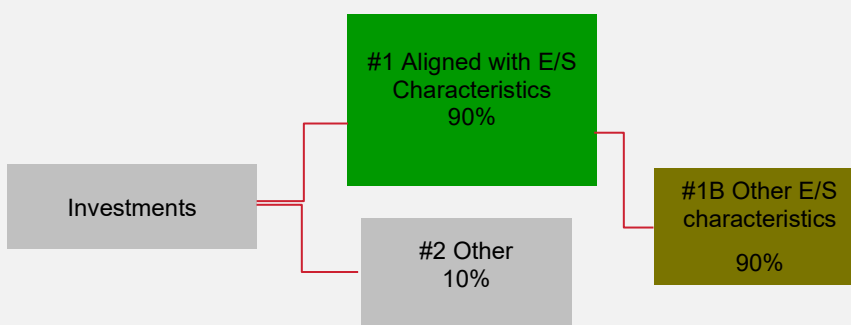 #1 Aligned with E/S
Characteristics
90%
Investments
#1B Other E/S
characteristics
90%
#2 Other
10%